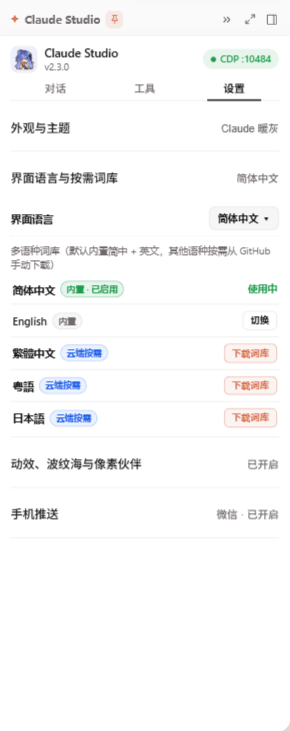 Claude Studio
Claude Studio
v2.3.0
CDP :10484
对话 工具 设置
外观与主题 Claude 暖灰
界面语言与按需词库 简体中文
界面语言 简体中文
多语种词库（默认内置简中 + 英文，其他语种按需从 GitHub
手动下载）
简体中文 内置 · 已启用 使用中
English 内置 切换
繁體中文 云端按需 下载词库
粤語 云端按需 下载词库
日本語 云端按需 下载词库
动效、波纹海与像素伙伴 已开启
手机推送 微信 · 已开启